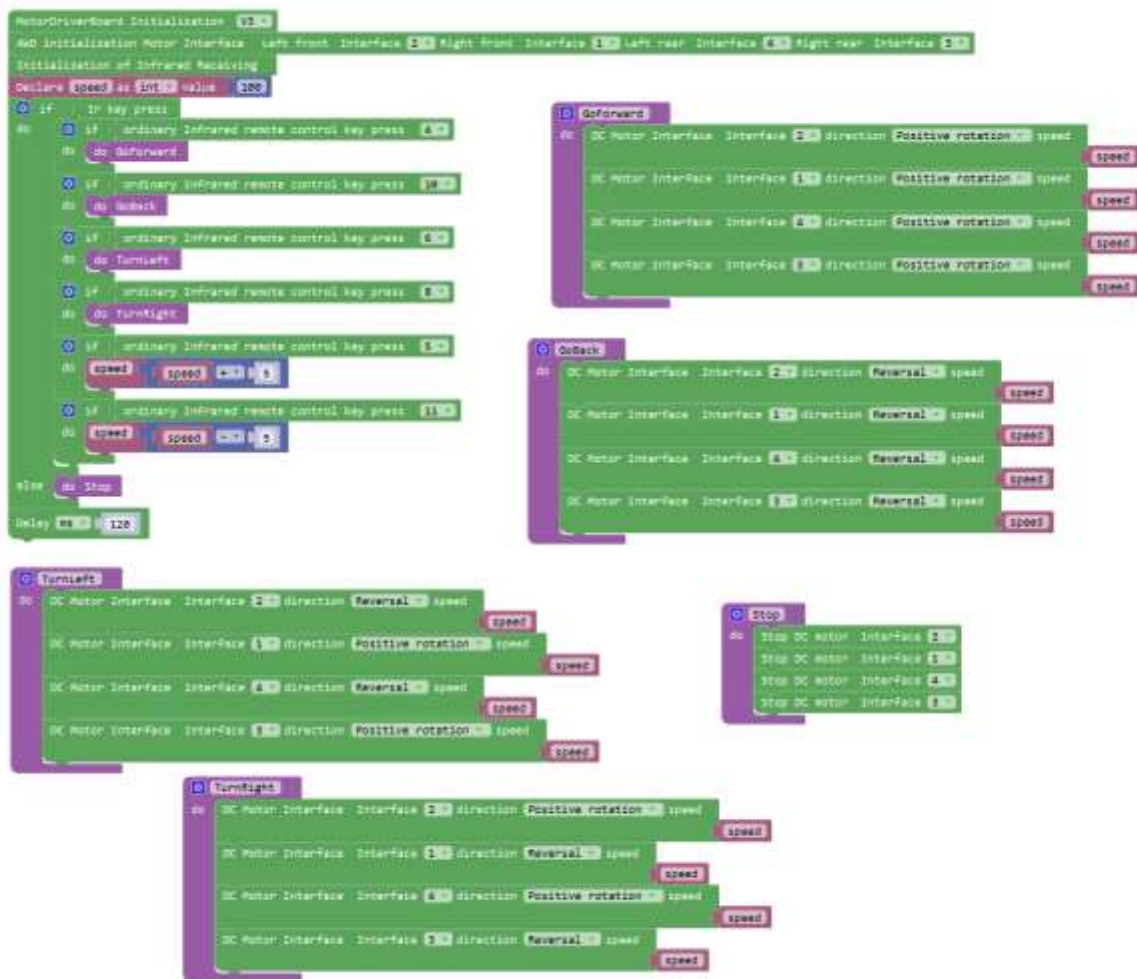 MotorDriverBoard Initialization V3
4WD initialization Motor Interface Left front Interface 2 Right front Interface 1 Left rear Interface 4 Right rear Interface 3
Initialization of Infrared Receiving
Declare speed as int value 100
if Ir key press
do if ordinary Infrared remote control key press
do do GoForward
if ordinary Infrared remote control key press 10
do do GoBack
if ordinary Infrared remote control key press
do do TurnLeft
if ordinary Infrared remote control key press
do do TurnRight
if ordinary Infrared remote control key press
do speed speed + 5
if ordinary Infrared remote control key press 11
do speed speed - 5
else do Stop
Delay ms 120
GoForward
do DC Motor Interface Interface 2 direction Positive rotation speed
speed
DC Motor Interface Interface 1 direction Positive rotation speed
speed
DC Motor Interface Interface 4 direction Positive rotation speed
speed
DC Motor Interface Interface 3 direction Positive rotation speed
speed
GoBack
do DC Motor Interface Interface 2 direction Reversal speed
speed
DC Motor Interface Interface 1 direction Reversal speed
speed
DC Motor Interface Interface 4 direction Reversal speed
speed
DC Motor Interface Interface 3 direction Reversal speed
speed
TurnLeft
do DC Motor Interface Interface 2 direction Reversal speed
speed
DC Motor Interface Interface 1 direction Positive rotation speed
speed
DC Motor Interface Interface 4 direction Reversal speed
speed
DC Motor Interface Interface 3 direction Positive rotation speed
speed
Stop
do Stop DC motor Interface 2
Stop DC motor Interface 1
Stop DC motor Interface 4
Stop DC motor Interface 3
TurnRight
do DC Motor Interface Interface 2 direction Positive rotation speed
speed
DC Motor Interface Interface 1 direction Reversal speed
speed
DC Motor Interface Interface 4 direction Positive rotation speed
speed
DC Motor Interface Interface 3 direction Reversal speed
speed